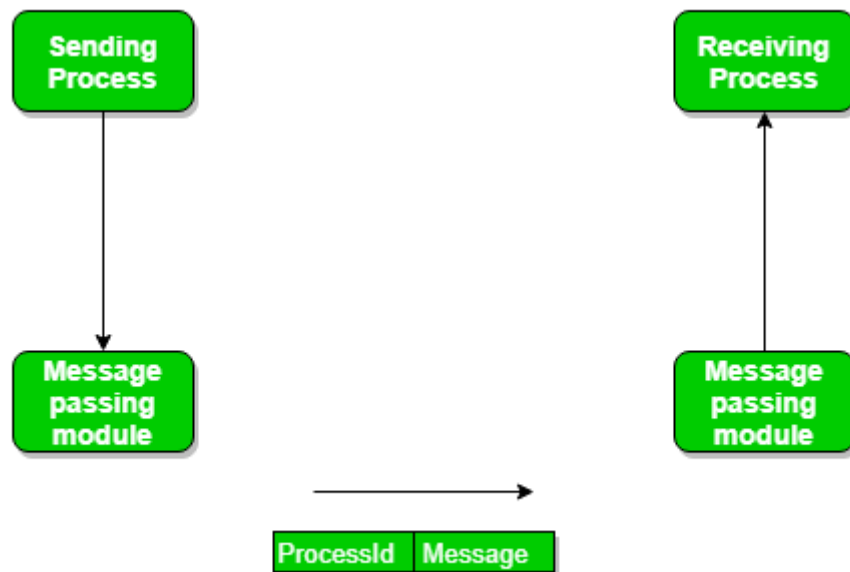 Sending
Process
Receiving
Process
Message
passing
module
Message
passing
module
ProcessId Message